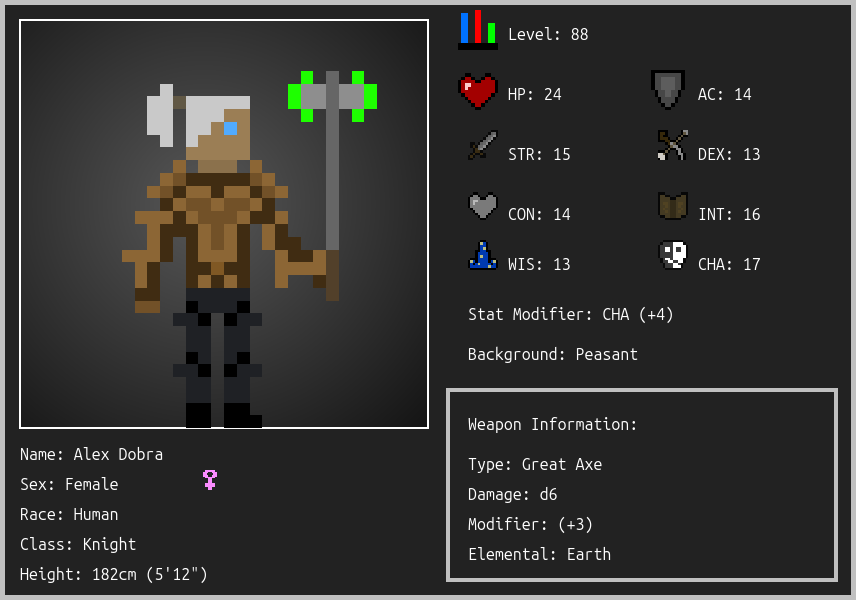 Level: 88
HP: 24
AC: 14
STR: 15
DEX: 13
CON: 14
INT: 16
WIS: 13
CHA: 17
Stat Modifier: CHA (+4)
Background: Peasant
Weapon Information:
Type: Great Axe
Damage: d6
Modifier: (+3)
Elemental: Earth
Name: Alex Dobra
Sex: Female
Race: Human
Class: Knight
Height: 182cm (5'12")